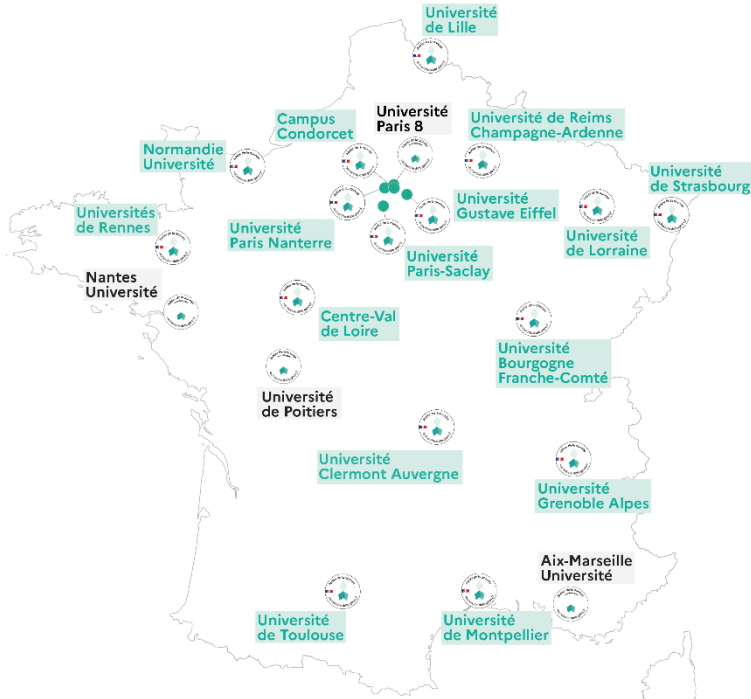 Université
de Lille
Campus
Condorcet
Université
Paris 8
Université de Reims
Champagne-Ardenne
Normandie
Université
Université
de Strasbourg
Universités
de Rennes
Université
Paris Nanterre
Université
Gustave Eiffel
Université
de Lorraine
Université
Paris-Saclay
Nantes
Université
Centre-Val
de Loire
Université
Bourgogne
Franche-Comté
Université
de Poitiers
Université
Clermont Auvergne
Université
Grenoble Alpes
Aix-Marseille
Université
Université
de Toulouse
Université
de Montpellier